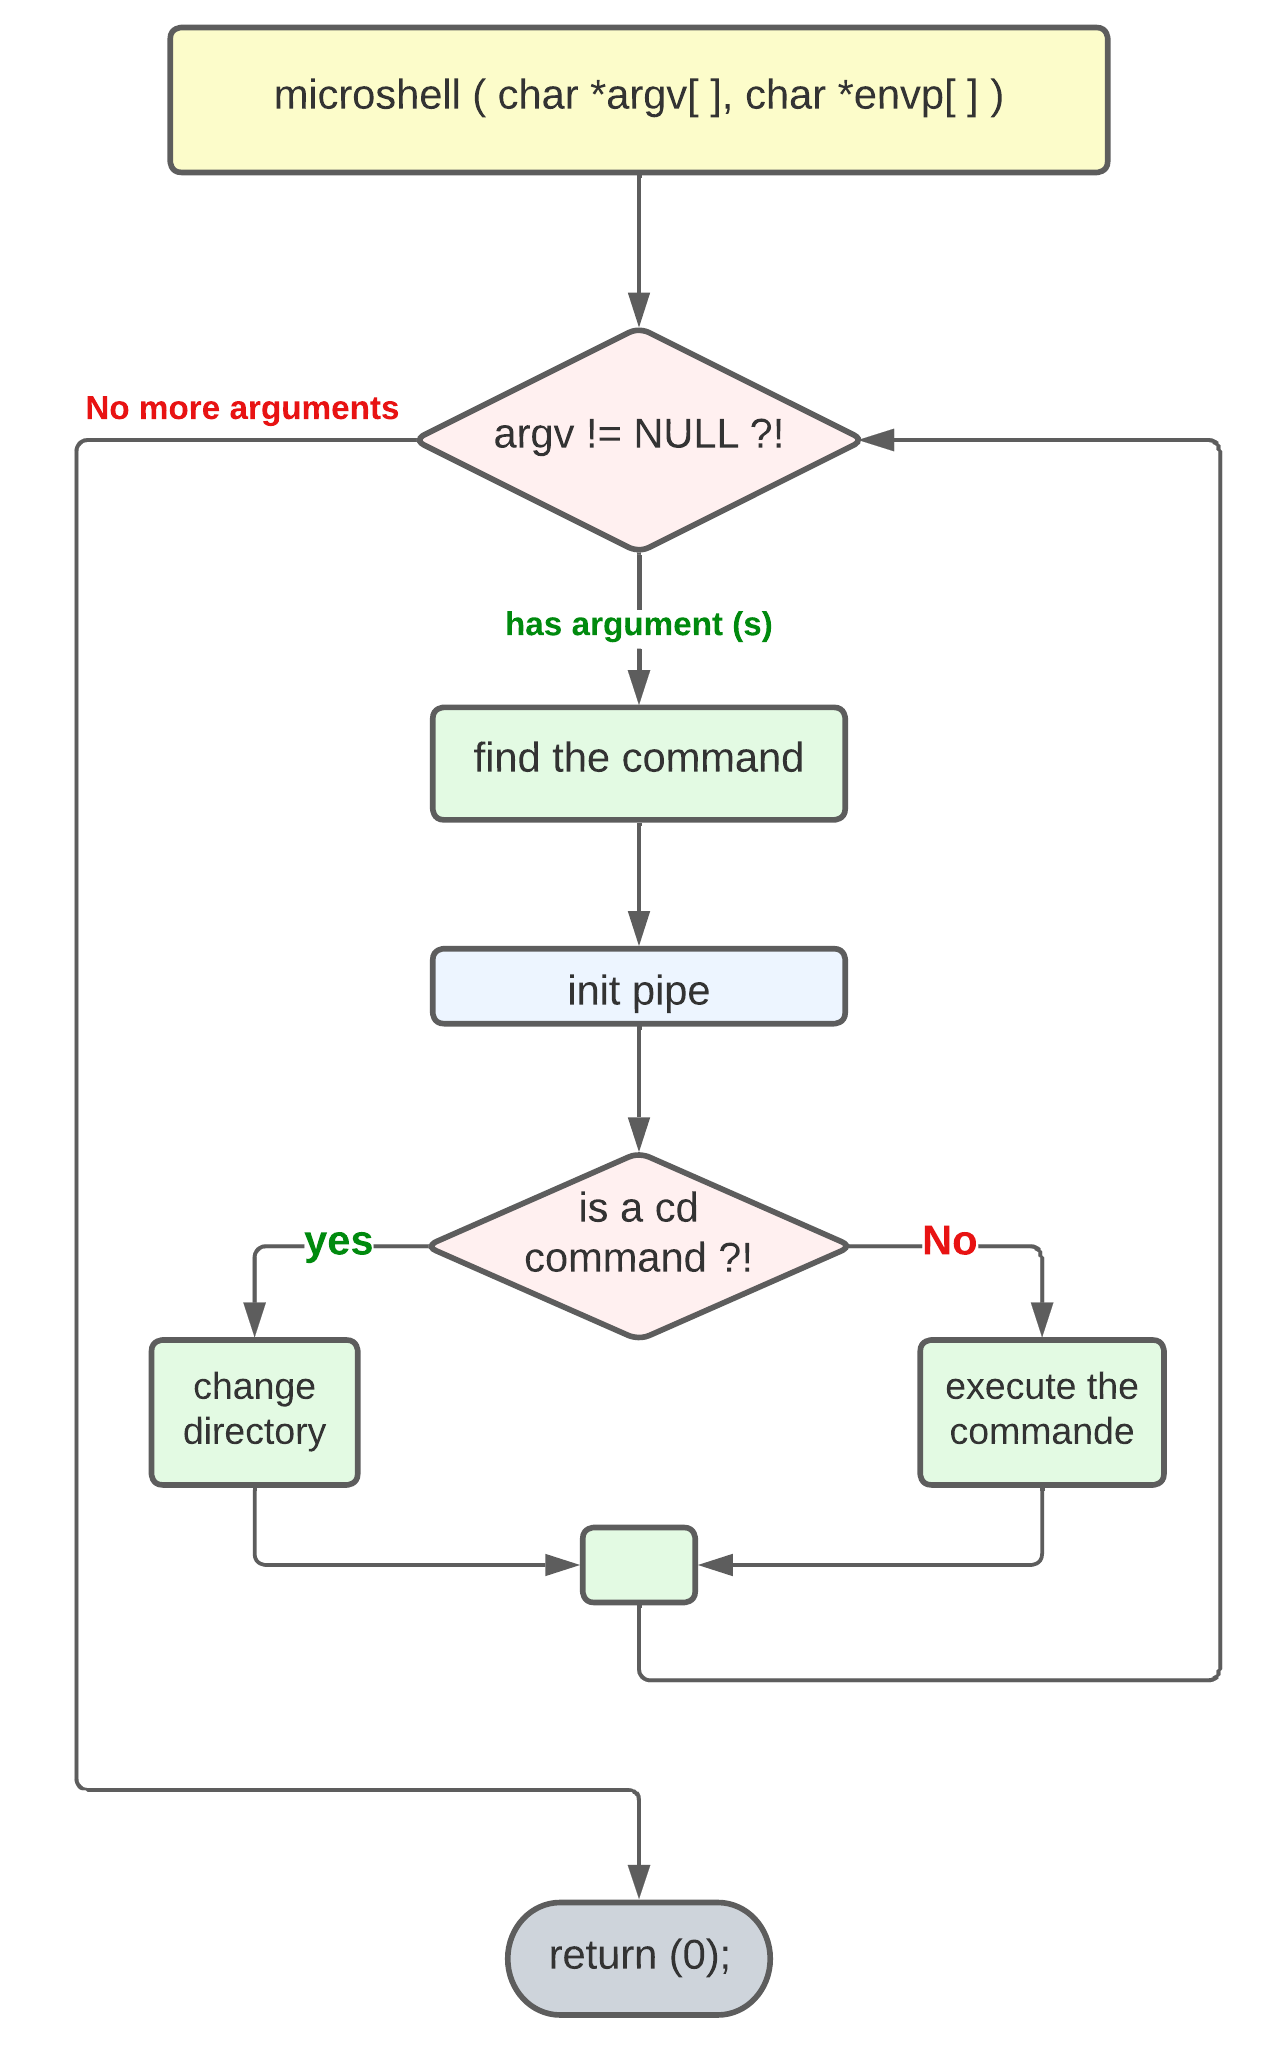 microshell ( char *argv[ ], char *envp[ ] )
No more arguments
argv != NULL ?!
has argument (s)
find the command
init pipe
is a cd
command ?!
yes
No
change
directory
execute the
commande
return (0);